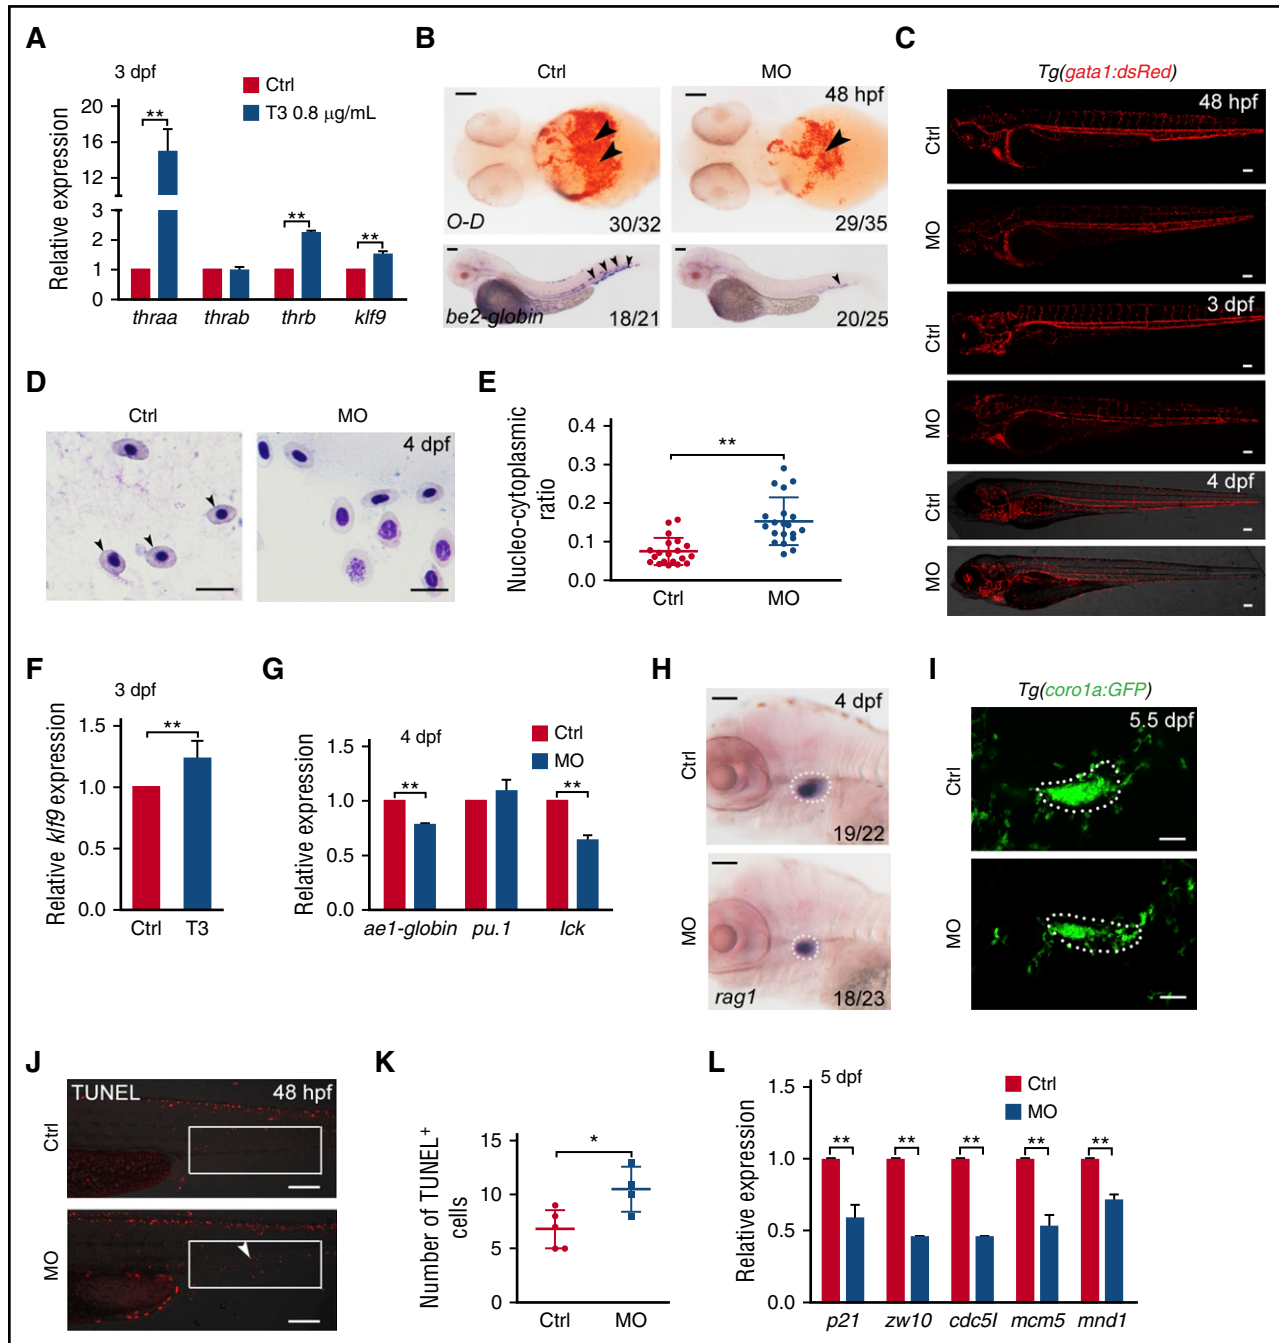 A
3 dpf
Ctrl
T3 0.8 μg/mL
Relative expression
20
16
12
3
2
1
0
**
**
**
thraa
thrab
thrb
klf9
B
Ctrl
MO
48 hpf
O-D
30/32
29/35
be2-globin
18/21
20/25
C
Tg(gata1:dsRed)
48 hpf
Ctrl
MO
3 dpf
Ctrl
MO
4 dpf
Ctrl
MO
D
Ctrl
MO
4 dpf
E
Nucleo-cytoplasmic
ratio
0.4
0.3
0.2
0.1
0.0
**
Ctrl
MO
F
3 dpf
Relative klf9 expression
1.5
1.0
0.5
0.0
**
Ctrl
T3
G
4 dpf
Ctrl
MO
Relative expression
1.5
1.0
0.5
0.0
**
**
ae1-globin
pu.1
lck
H
4 dpf
Ctrl
19/22
MO
rag1
18/23
I
Tg(coro1a:GFP)
5.5 dpf
Ctrl
MO
J
TUNEL
48 hpf
Ctrl
MO
K
Number of TUNEL+
cells
15
10
5
0
*
Ctrl
MO
L
5 dpf
Ctrl
MO
Relative expression
1.5
1.0
0.5
0.0
**
**
**
**
**
p21
zw10
cdc5l
mcm5
mnd1